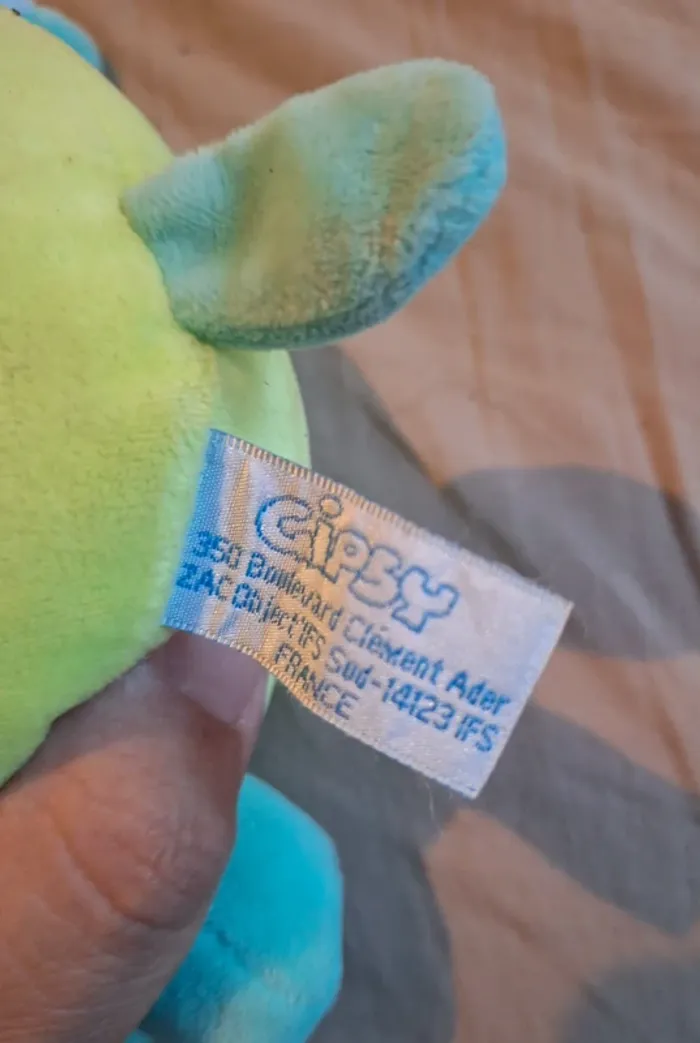 Gipsy
350 Boulevard Clément Ader
ZAC Object'IFS Sud-14123 IFS
FRANCE